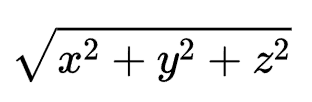 √(x² + y² + z²)